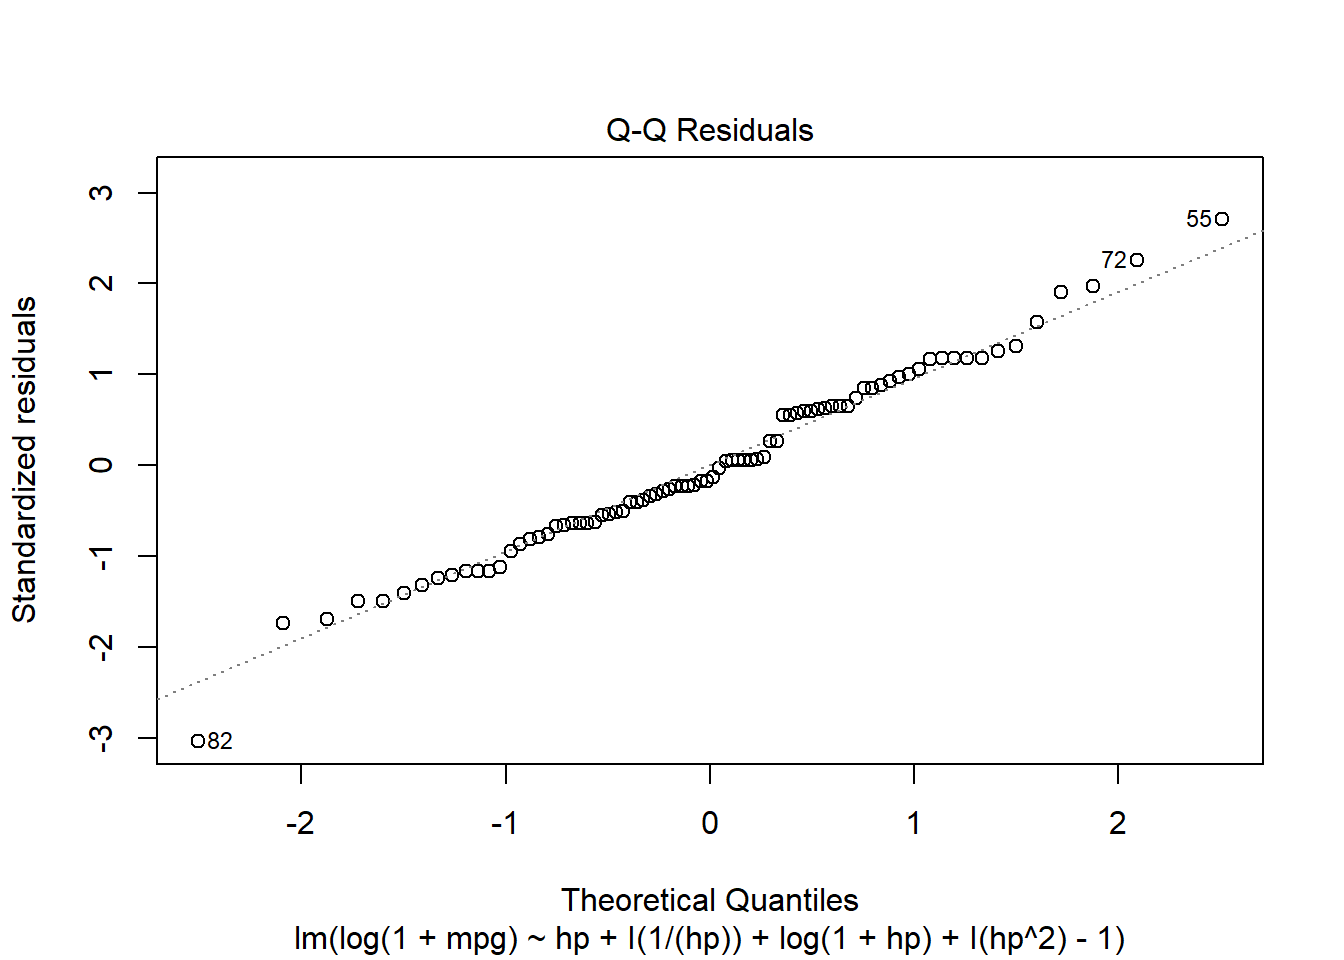 Q-Q Residuals
Standardized residuals
3
2
1
0
-1
-2
-3
55
72
82
-2 -1 0 1 2
Theoretical Quantiles
lm(log(1 + mpg) ~ hp + I(1/(hp)) + log(1 + hp) + I(hp^2) - 1)